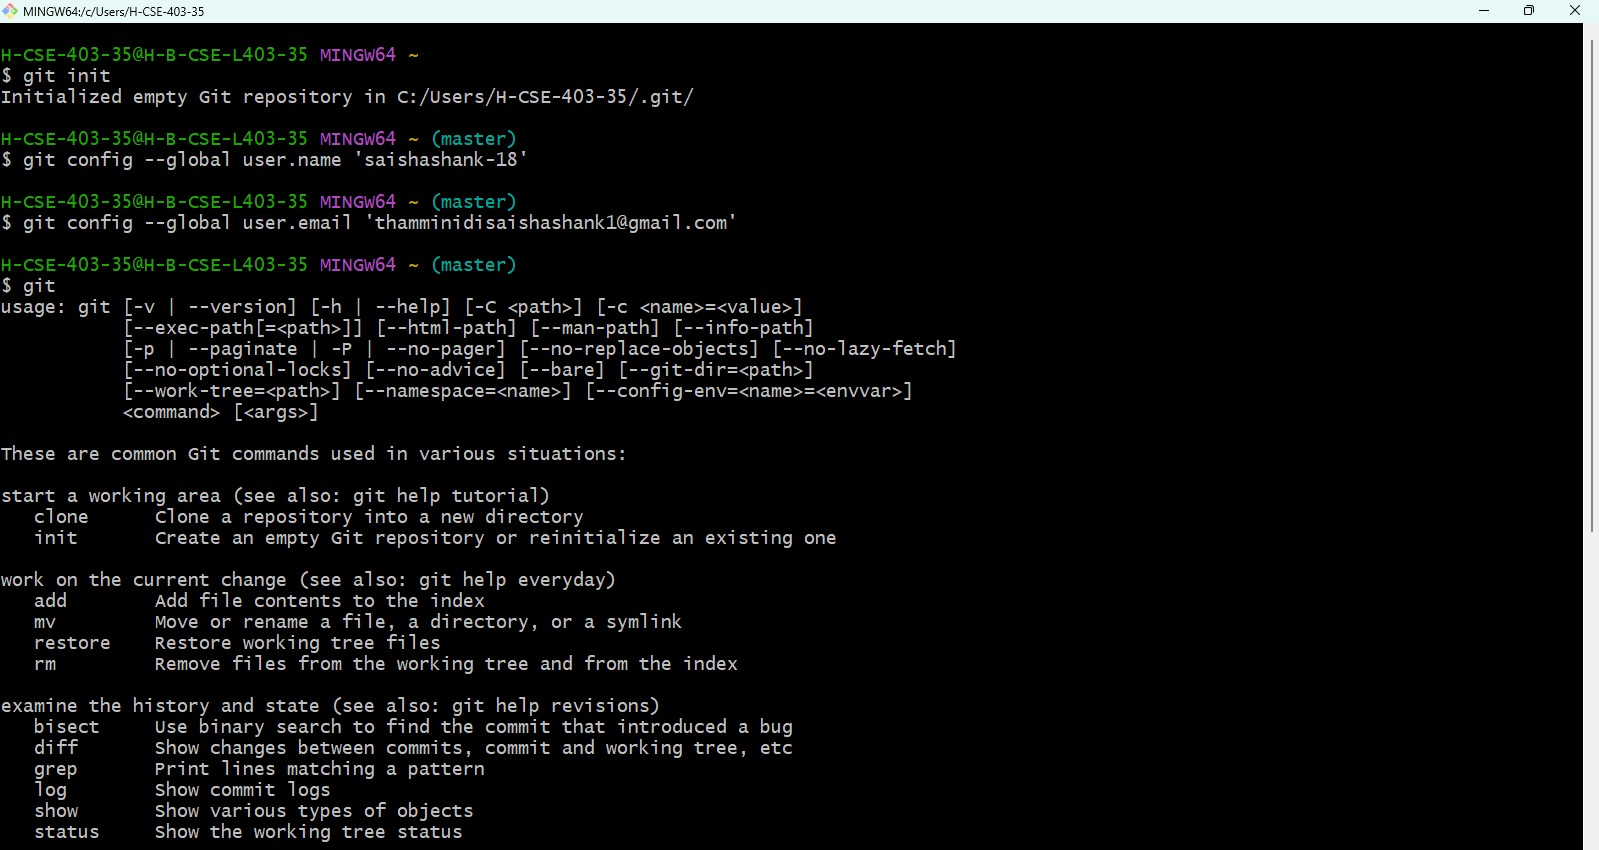 MINGW64:/c/Users/H-CSE-403-35
H-CSE-403-35@H-B-CSE-L403-35 MINGW64 ~
$ git init
Initialized empty Git repository in C:/Users/H-CSE-403-35/.git/
H-CSE-403-35@H-B-CSE-L403-35 MINGW64 ~ (master)
$ git config --global user.name 'saishashank-18'
H-CSE-403-35@H-B-CSE-L403-35 MINGW64 ~ (master)
$ git config --global user.email 'thamminidisaishashank1@gmail.com'
H-CSE-403-35@H-B-CSE-L403-35 MINGW64 ~ (master)
$ git
usage: git [-v | --version] [-h | --help] [-C <path>] [-c <name>=<value>]
[--exec-path[=<path>]] [--html-path] [--man-path] [--info-path]
[-p | --paginate | -P | --no-pager] [--no-replace-objects] [--no-lazy-fetch]
[--no-optional-locks] [--no-advice] [--bare] [--git-dir=<path>]
[--work-tree=<path>] [--namespace=<name>] [--config-env=<name>=<envvar>]
<command> [<args>]
These are common Git commands used in various situations:
start a working area (see also: git help tutorial)
clone Clone a repository into a new directory
init Create an empty Git repository or reinitialize an existing one
work on the current change (see also: git help everyday)
add Add file contents to the index
mv Move or rename a file, a directory, or a symlink
restore Restore working tree files
rm Remove files from the working tree and from the index
examine the history and state (see also: git help revisions)
bisect Use binary search to find the commit that introduced a bug
diff Show changes between commits, commit and working tree, etc
grep Print lines matching a pattern
log Show commit logs
show Show various types of objects
status Show the working tree status